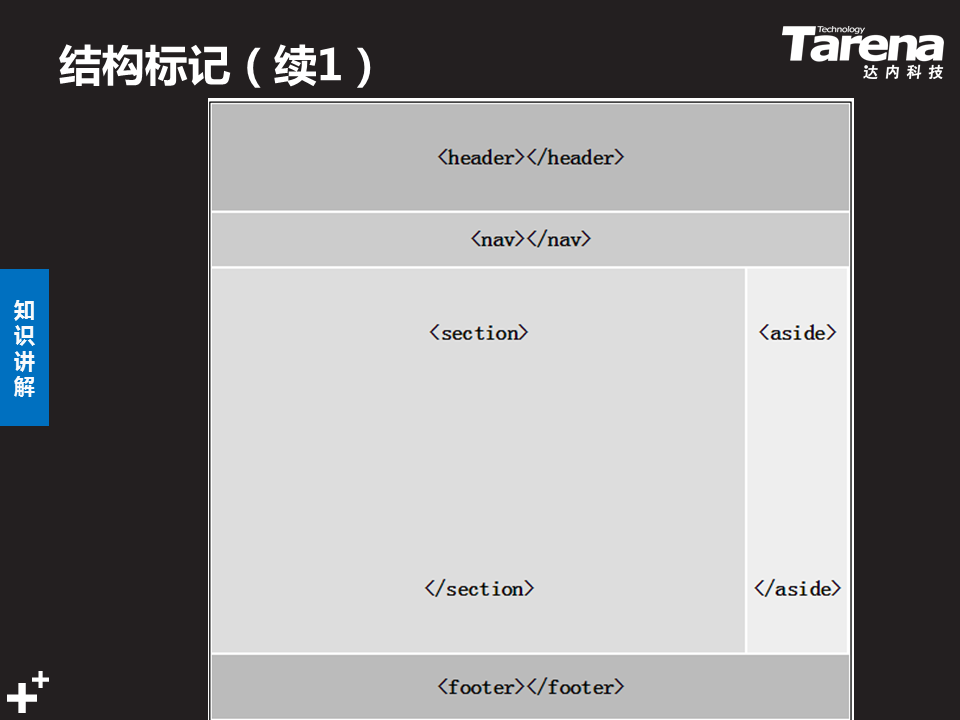 结构标记（续1）
Technology
Tarena
达内科技
<header></header>
<nav></nav>
知识讲解
<section>
<aside>
</section>
</aside>
<footer></footer>